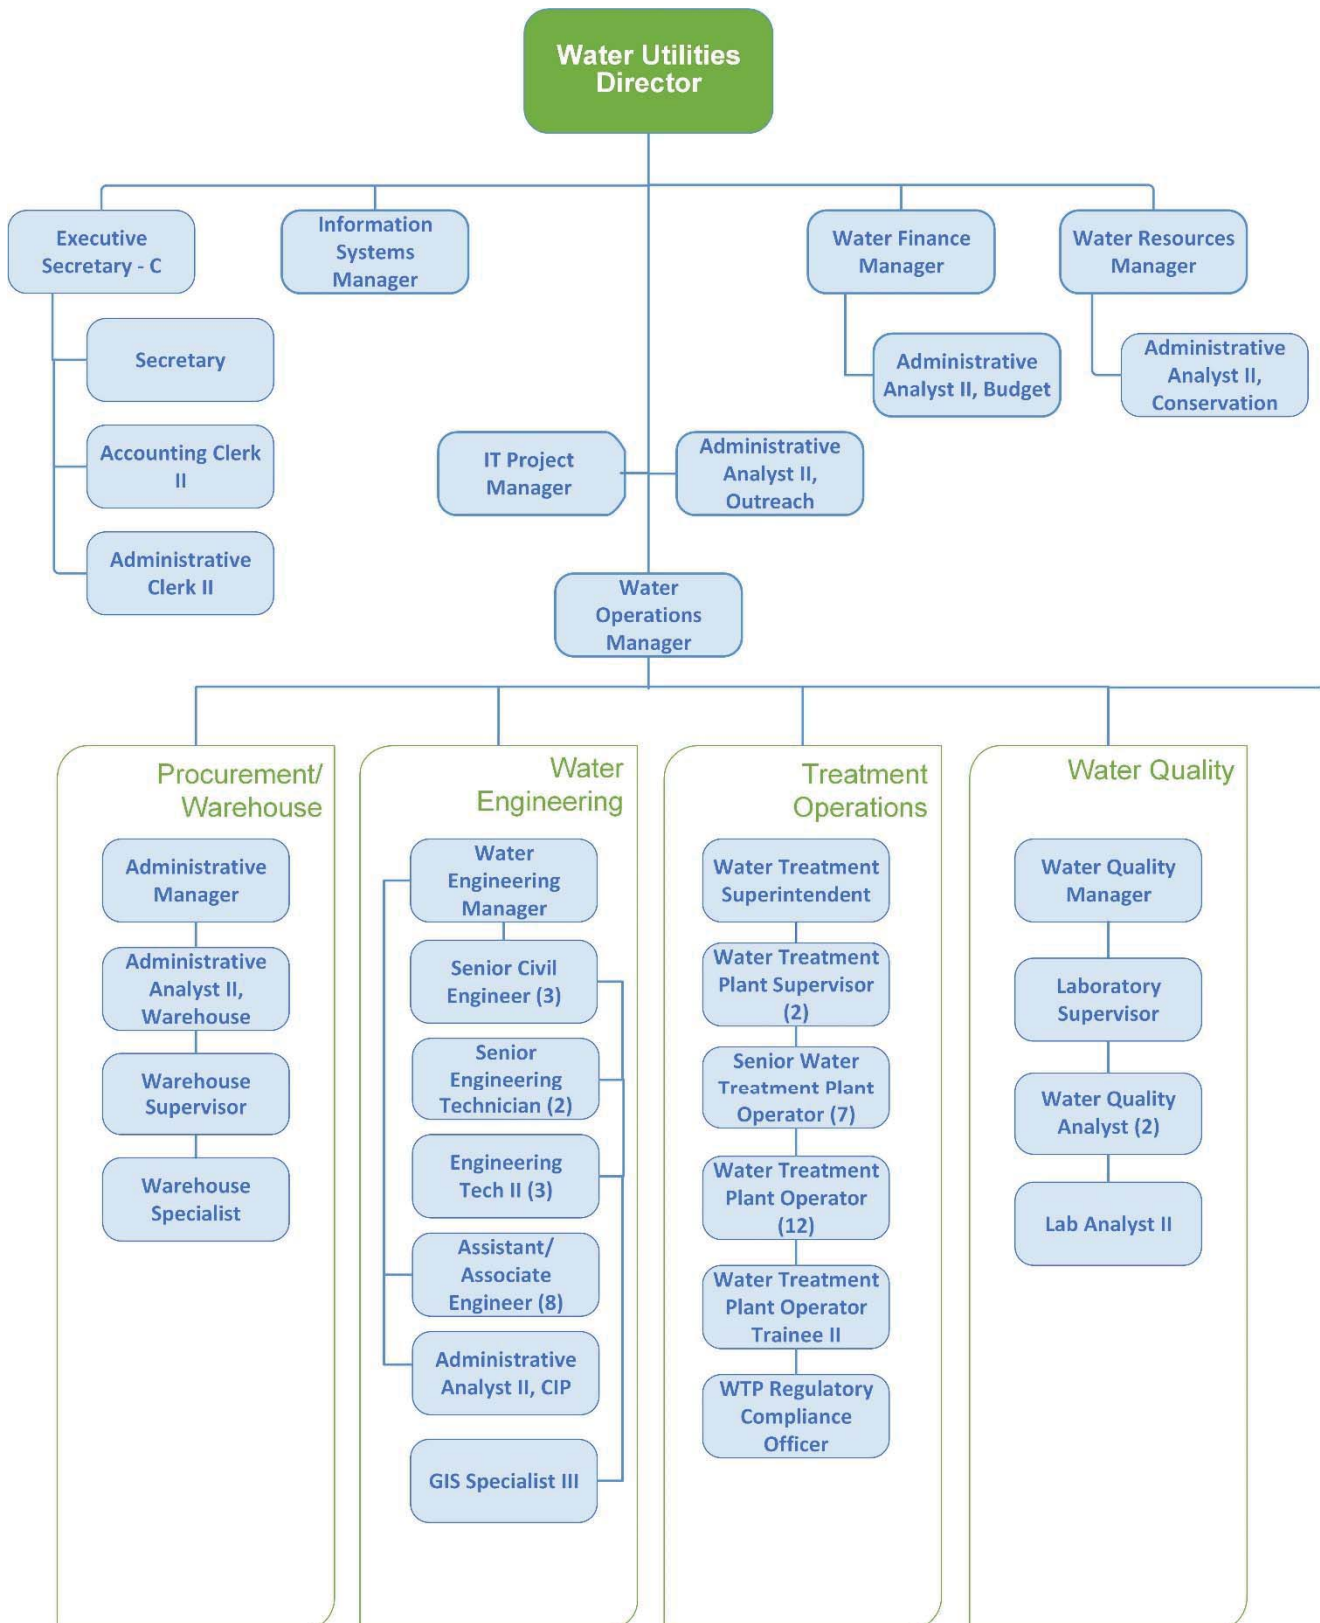 Water Utilities
Director
Executive
Secretary - C
Information
Systems
Manager
Water Finance
Manager
Water Resources
Manager
Secretary
Accounting Clerk
II
Administrative
Clerk II
Administrative
Analyst II, Budget
Administrative
Analyst II,
Conservation
IT Project
Manager
Administrative
Analyst II,
Outreach
Water
Operations
Manager
Procurement/
Warehouse
Administrative
Manager
Administrative
Analyst II,
Warehouse
Warehouse
Supervisor
Warehouse
Specialist
Water
Engineering
Water
Engineering
Manager
Senior Civil
Engineer (3)
Senior
Engineering
Technician (2)
Engineering
Tech II (3)
Assistant/
Associate
Engineer (8)
Administrative
Analyst II, CIP
GIS Specialist III
Treatment
Operations
Water Treatment
Superintendent
Water Treatment
Plant Supervisor
(2)
Senior Water
Treatment Plant
Operator (7)
Water Treatment
Plant Operator
(12)
Water Treatment
Plant Operator
Trainee II
WTP Regulatory
Compliance
Officer
Water Quality
Water Quality
Manager
Laboratory
Supervisor
Water Quality
Analyst (2)
Lab Analyst II